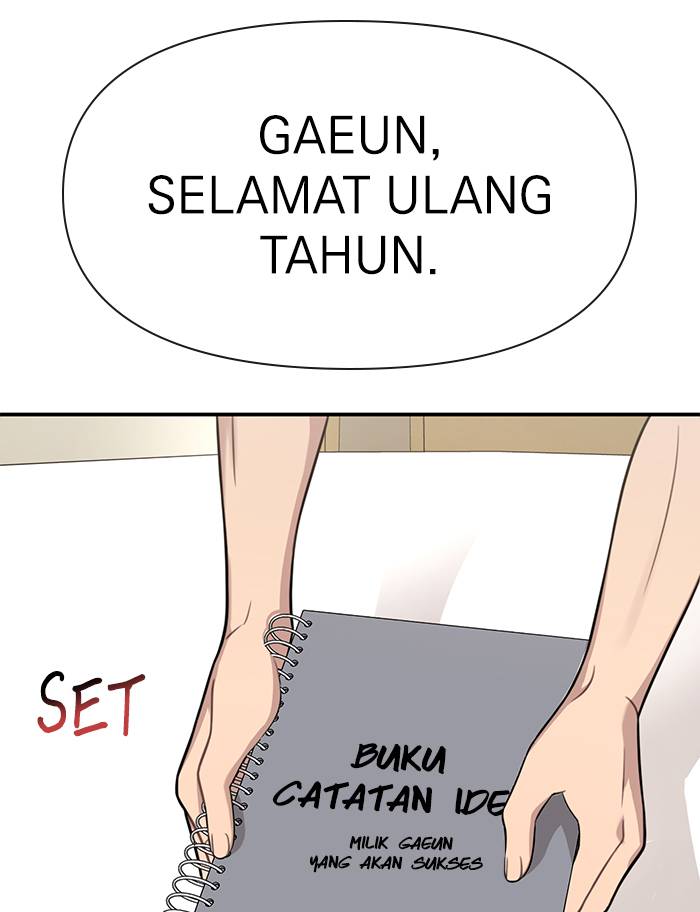 GAEUN,
SELAMAT ULANG
TAHUN.
SET
BUKU
CATATAN IDE
MILIK GAEUN
YANG AKAN SUKSES